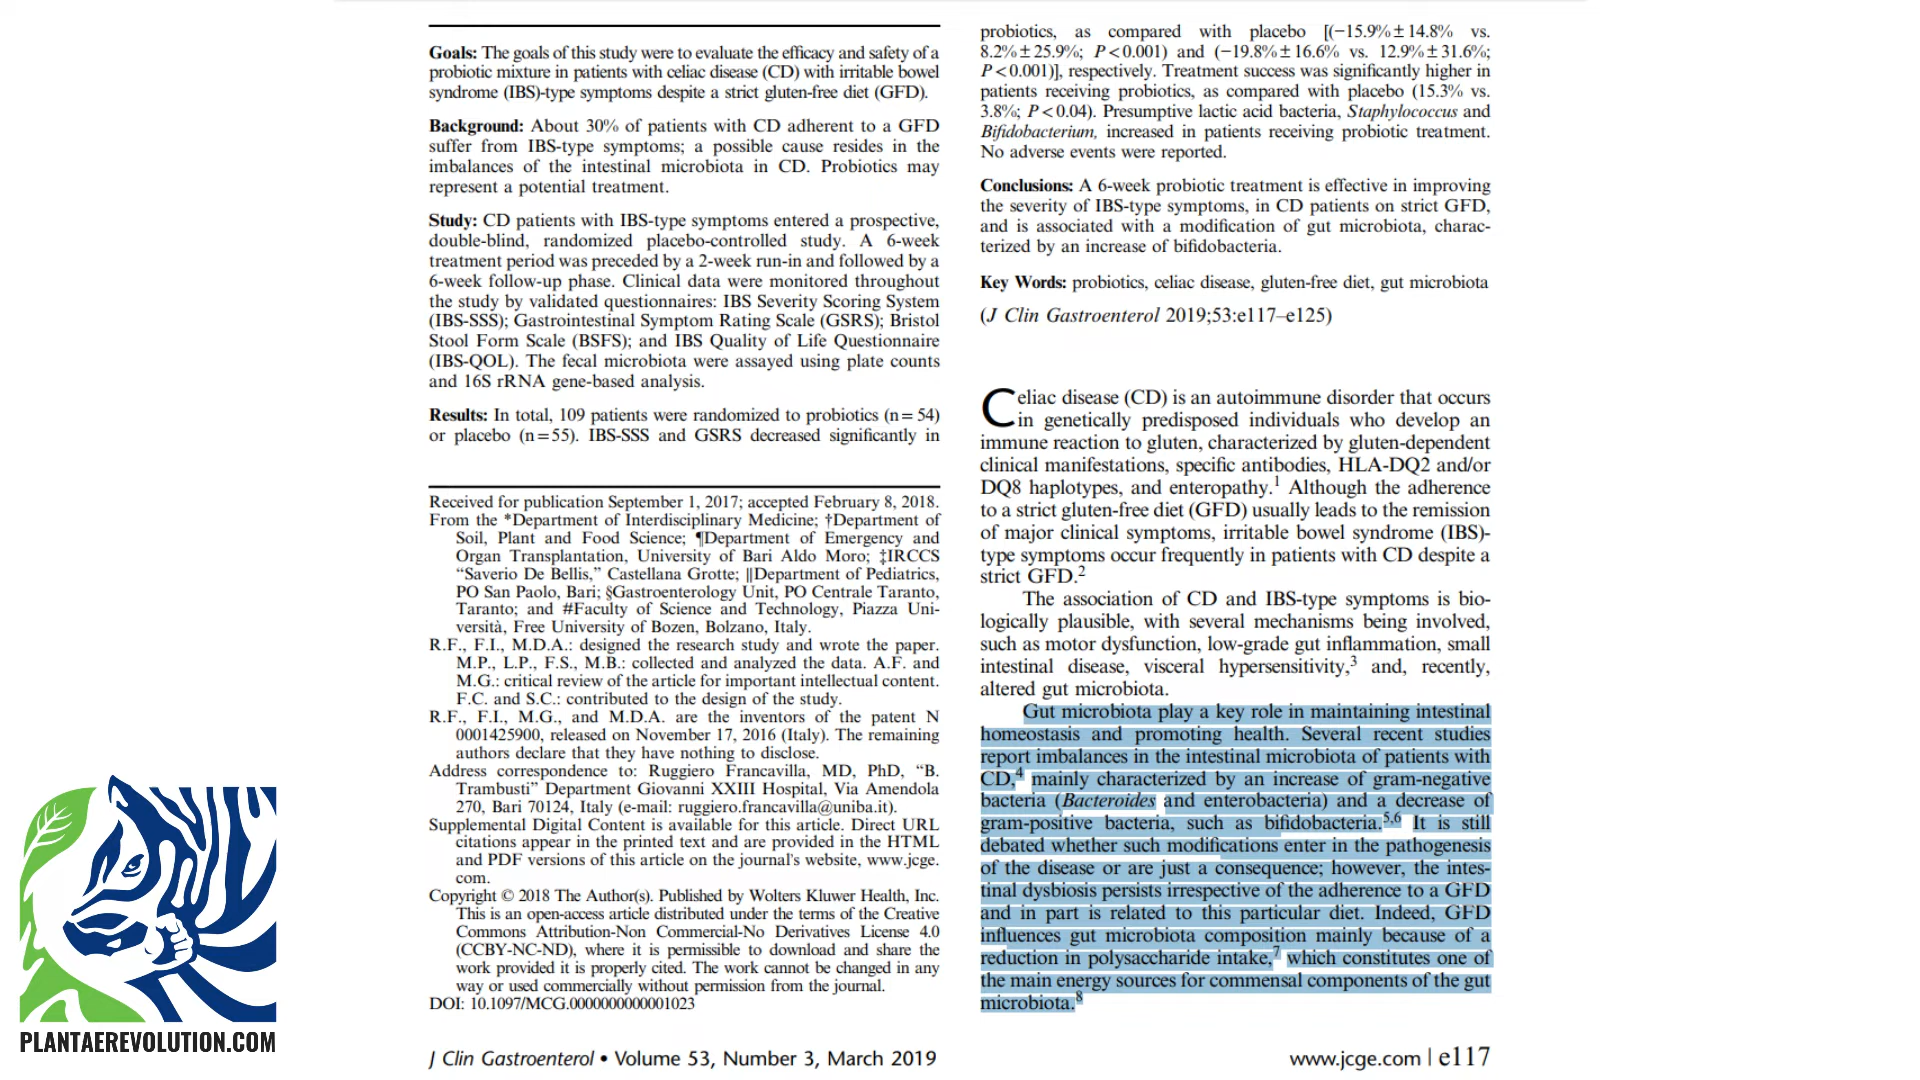 Goals: The goals of this study were to evaluate the efficacy and safety of a
probiotic mixture in patients with celiac disease (CD) with irritable bowel
syndrome (IBS)-type symptoms despite a strict gluten-free diet (GFD).
Background: About 30% of patients with CD adherent to a GFD
suffer from IBS-type symptoms; a possible cause resides in the
imbalances of the intestinal microbiota in CD. Probiotics may
represent a potential treatment.
Study: CD patients with IBS-type symptoms entered a prospective,
double-blind, randomized placebo-controlled study. A 6-week
treatment period was preceded by a 2-week run-in and followed by a
6-week follow-up phase. Clinical data were monitored throughout
the study by validated questionnaires: IBS Severity Scoring System
(IBS-SSS); Gastrointestinal Symptom Rating Scale (GSRS); Bristol
Stool Form Scale (BSFS); and IBS Quality of Life Questionnaire
(IBS-QOL). The fecal microbiota were assayed using plate counts
and 16S rRNA gene-based analysis.
Results: In total, 109 patients were randomized to probiotics (n=54)
or placebo (n=55). IBS-SSS and GSRS decreased significantly in
Received for publication September 1, 2017; accepted February 8, 2018.
From the *Department of Interdisciplinary Medicine; †Department of
Soil, Plant and Food Science; ¶Department of Emergency and
Organ Transplantation, University of Bari Aldo Moro; ‡IRCCS
“Saverio De Bellis,” Castellana Grotte; ∥Department of Pediatrics,
PO San Paolo, Bari; §Gastroenterology Unit, PO Centrale Taranto,
Taranto; and #Faculty of Science and Technology, Piazza Uni-
versità, Free University of Bozen, Bolzano, Italy.
R.F., F.I., M.D.A.: designed the research study and wrote the paper.
M.P., L.P., F.S., M.B.: collected and analyzed the data. A.F. and
M.G.: critical review of the article for important intellectual content.
F.C. and S.C.: contributed to the design of the study.
R.F., F.I., M.G., and M.D.A. are the inventors of the patent N
0001425900, released on November 17, 2016 (Italy). The remaining
authors declare that they have nothing to disclose.
Address correspondence to: Ruggiero Francavilla, MD, PhD, “B.
Trambusti” Department Giovanni XXIII Hospital, Via Amendola
270, Bari 70124, Italy (e-mail: ruggiero.francavilla@uniba.it).
Supplemental Digital Content is available for this article. Direct URL
citations appear in the printed text and are provided in the HTML
and PDF versions of this article on the journal's website, www.jcge.
com.
Copyright © 2018 The Author(s). Published by Wolters Kluwer Health, Inc.
This is an open-access article distributed under the terms of the Creative
Commons Attribution-Non Commercial-No Derivatives License 4.0
(CCBY-NC-ND), where it is permissible to download and share the
work provided it is properly cited. The work cannot be changed in any
way or used commercially without permission from the journal.
DOI: 10.1097/MCG.0000000000001023
probiotics, as compared with placebo [(−15.9%±14.8% vs.
8.2%±25.9%; P<0.001) and (−19.8%±16.6% vs. 12.9%±31.6%;
P<0.001)], respectively. Treatment success was significantly higher in
patients receiving probiotics, as compared with placebo (15.3% vs.
3.8%; P<0.04). Presumptive lactic acid bacteria, Staphylococcus and
Bifidobacterium, increased in patients receiving probiotic treatment.
No adverse events were reported.
Conclusions: A 6-week probiotic treatment is effective in improving
the severity of IBS-type symptoms, in CD patients on strict GFD,
and is associated with a modification of gut microbiota, charac-
terized by an increase of bifidobacteria.
Key Words: probiotics, celiac disease, gluten-free diet, gut microbiota
(J Clin Gastroenterol 2019;53:e117–e125)
Celiac disease (CD) is an autoimmune disorder that occurs
in genetically predisposed individuals who develop an
immune reaction to gluten, characterized by gluten-dependent
clinical manifestations, specific antibodies, HLA-DQ2 and/or
DQ8 haplotypes, and enteropathy.1 Although the adherence
to a strict gluten-free diet (GFD) usually leads to the remission
of major clinical symptoms, irritable bowel syndrome (IBS)-
type symptoms occur frequently in patients with CD despite a
strict GFD.2
The association of CD and IBS-type symptoms is bio-
logically plausible, with several mechanisms being involved,
such as motor dysfunction, low-grade gut inflammation, small
intestinal disease, visceral hypersensitivity,3 and, recently,
altered gut microbiota.
Gut microbiota play a key role in maintaining intestinal
homeostasis and promoting health. Several recent studies
report imbalances in the intestinal microbiota of patients with
CD,4 mainly characterized by an increase of gram-negative
bacteria (Bacteroides and enterobacteria) and a decrease of
gram-positive bacteria, such as bifidobacteria.5,6 It is still
debated whether such modifications enter in the pathogenesis
of the disease or are just a consequence; however, the intes-
tinal dysbiosis persists irrespective of the adherence to a GFD
and in part is related to this particular diet. Indeed, GFD
influences gut microbiota composition mainly because of a
reduction in polysaccharide intake,7 which constitutes one of
the main energy sources for commensal components of the gut
microbiota.8
PLANTAEREVOLUTION.COM
J Clin Gastroenterol • Volume 53, Number 3, March 2019
www.jcge.com | e117